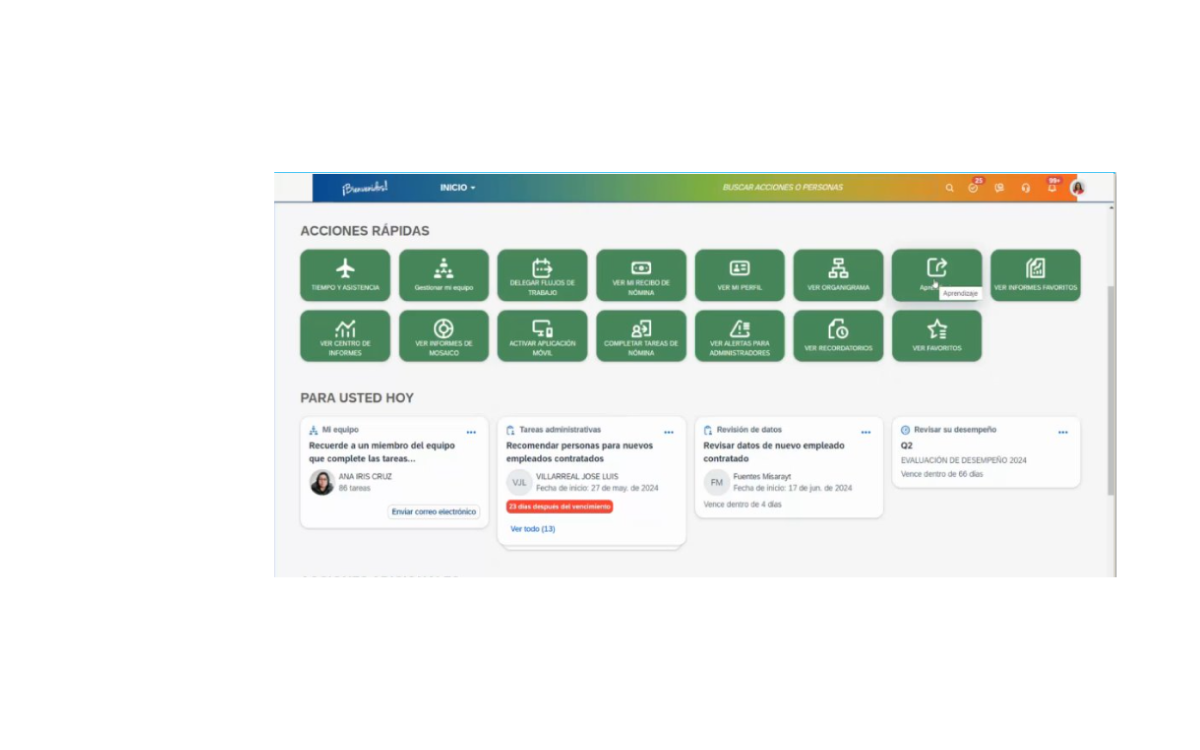 ¡Bienvenidos!
INICIO
BUSCAR ACCIONES O PERSONAS
25
99+
ACCIONES RÁPIDAS
TIEMPO Y ASISTENCIA
Gestionar mi equipo
DELEGAR FLUJOS DE
TRABAJO
VER MI RECIBO DE
NÓMINA
VER MI PERFIL
VER ORGANIGRAMA
Aprendizaje
VER INFORMES FAVORITOS
VER CENTRO DE
INFORMES
VER INFORMES DE
MOSAICO
ACTIVAR APLICACIÓN
MÓVIL
COMPLETAR TAREAS DE
NÓMINA
VER ALERTAS PARA
ADMINISTRADORES
VER RECORDATORIOS
VER FAVORITOS
PARA USTED HOY
Mi equipo
Recuerde a un miembro del equipo
que complete las tareas...
ANA IRIS CRUZ
86 tareas
Enviar correo electrónico
Tareas administrativas
Recomendar personas para nuevos
empleados contratados
VJL
VILLARREAL JOSE LUIS
Fecha de inicio: 27 de may. de 2024
23 días después del vencimiento
Ver todo (13)
Revisión de datos
Revisar datos de nuevo empleado
contratado
FM
Fuentes Misarayt
Fecha de inicio: 17 de jun. de 2024
Vence dentro de 4 días
Revisar su desempeño
Q2
EVALUACIÓN DE DESEMPEÑO 2024
Vence dentro de 66 días